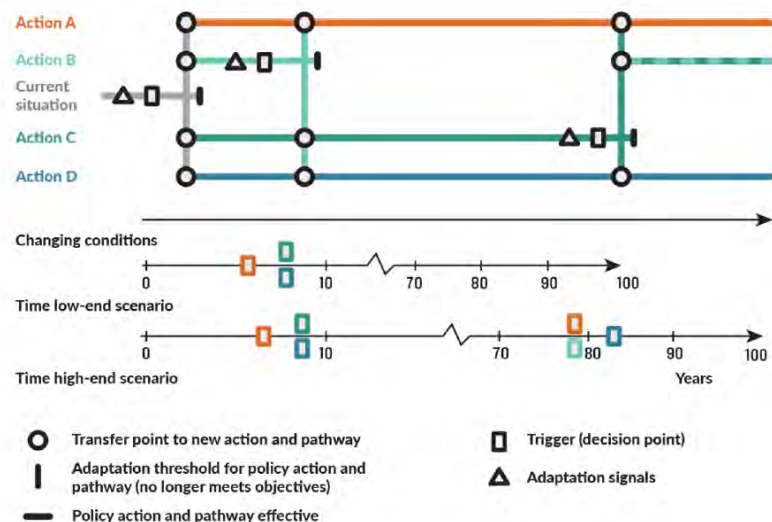 Action A
Action B
Current
situation
Action C
Action D
Changing conditions
0 10 70 80 90 100
Time low-end scenario
0 10 70 80 90 100
Time high-end scenario Years
Transfer point to new action and pathway
Adaptation threshold for policy action and
pathway (no longer meets objectives)
Policy action and pathway effective
Trigger (decision point)
Adaptation signals